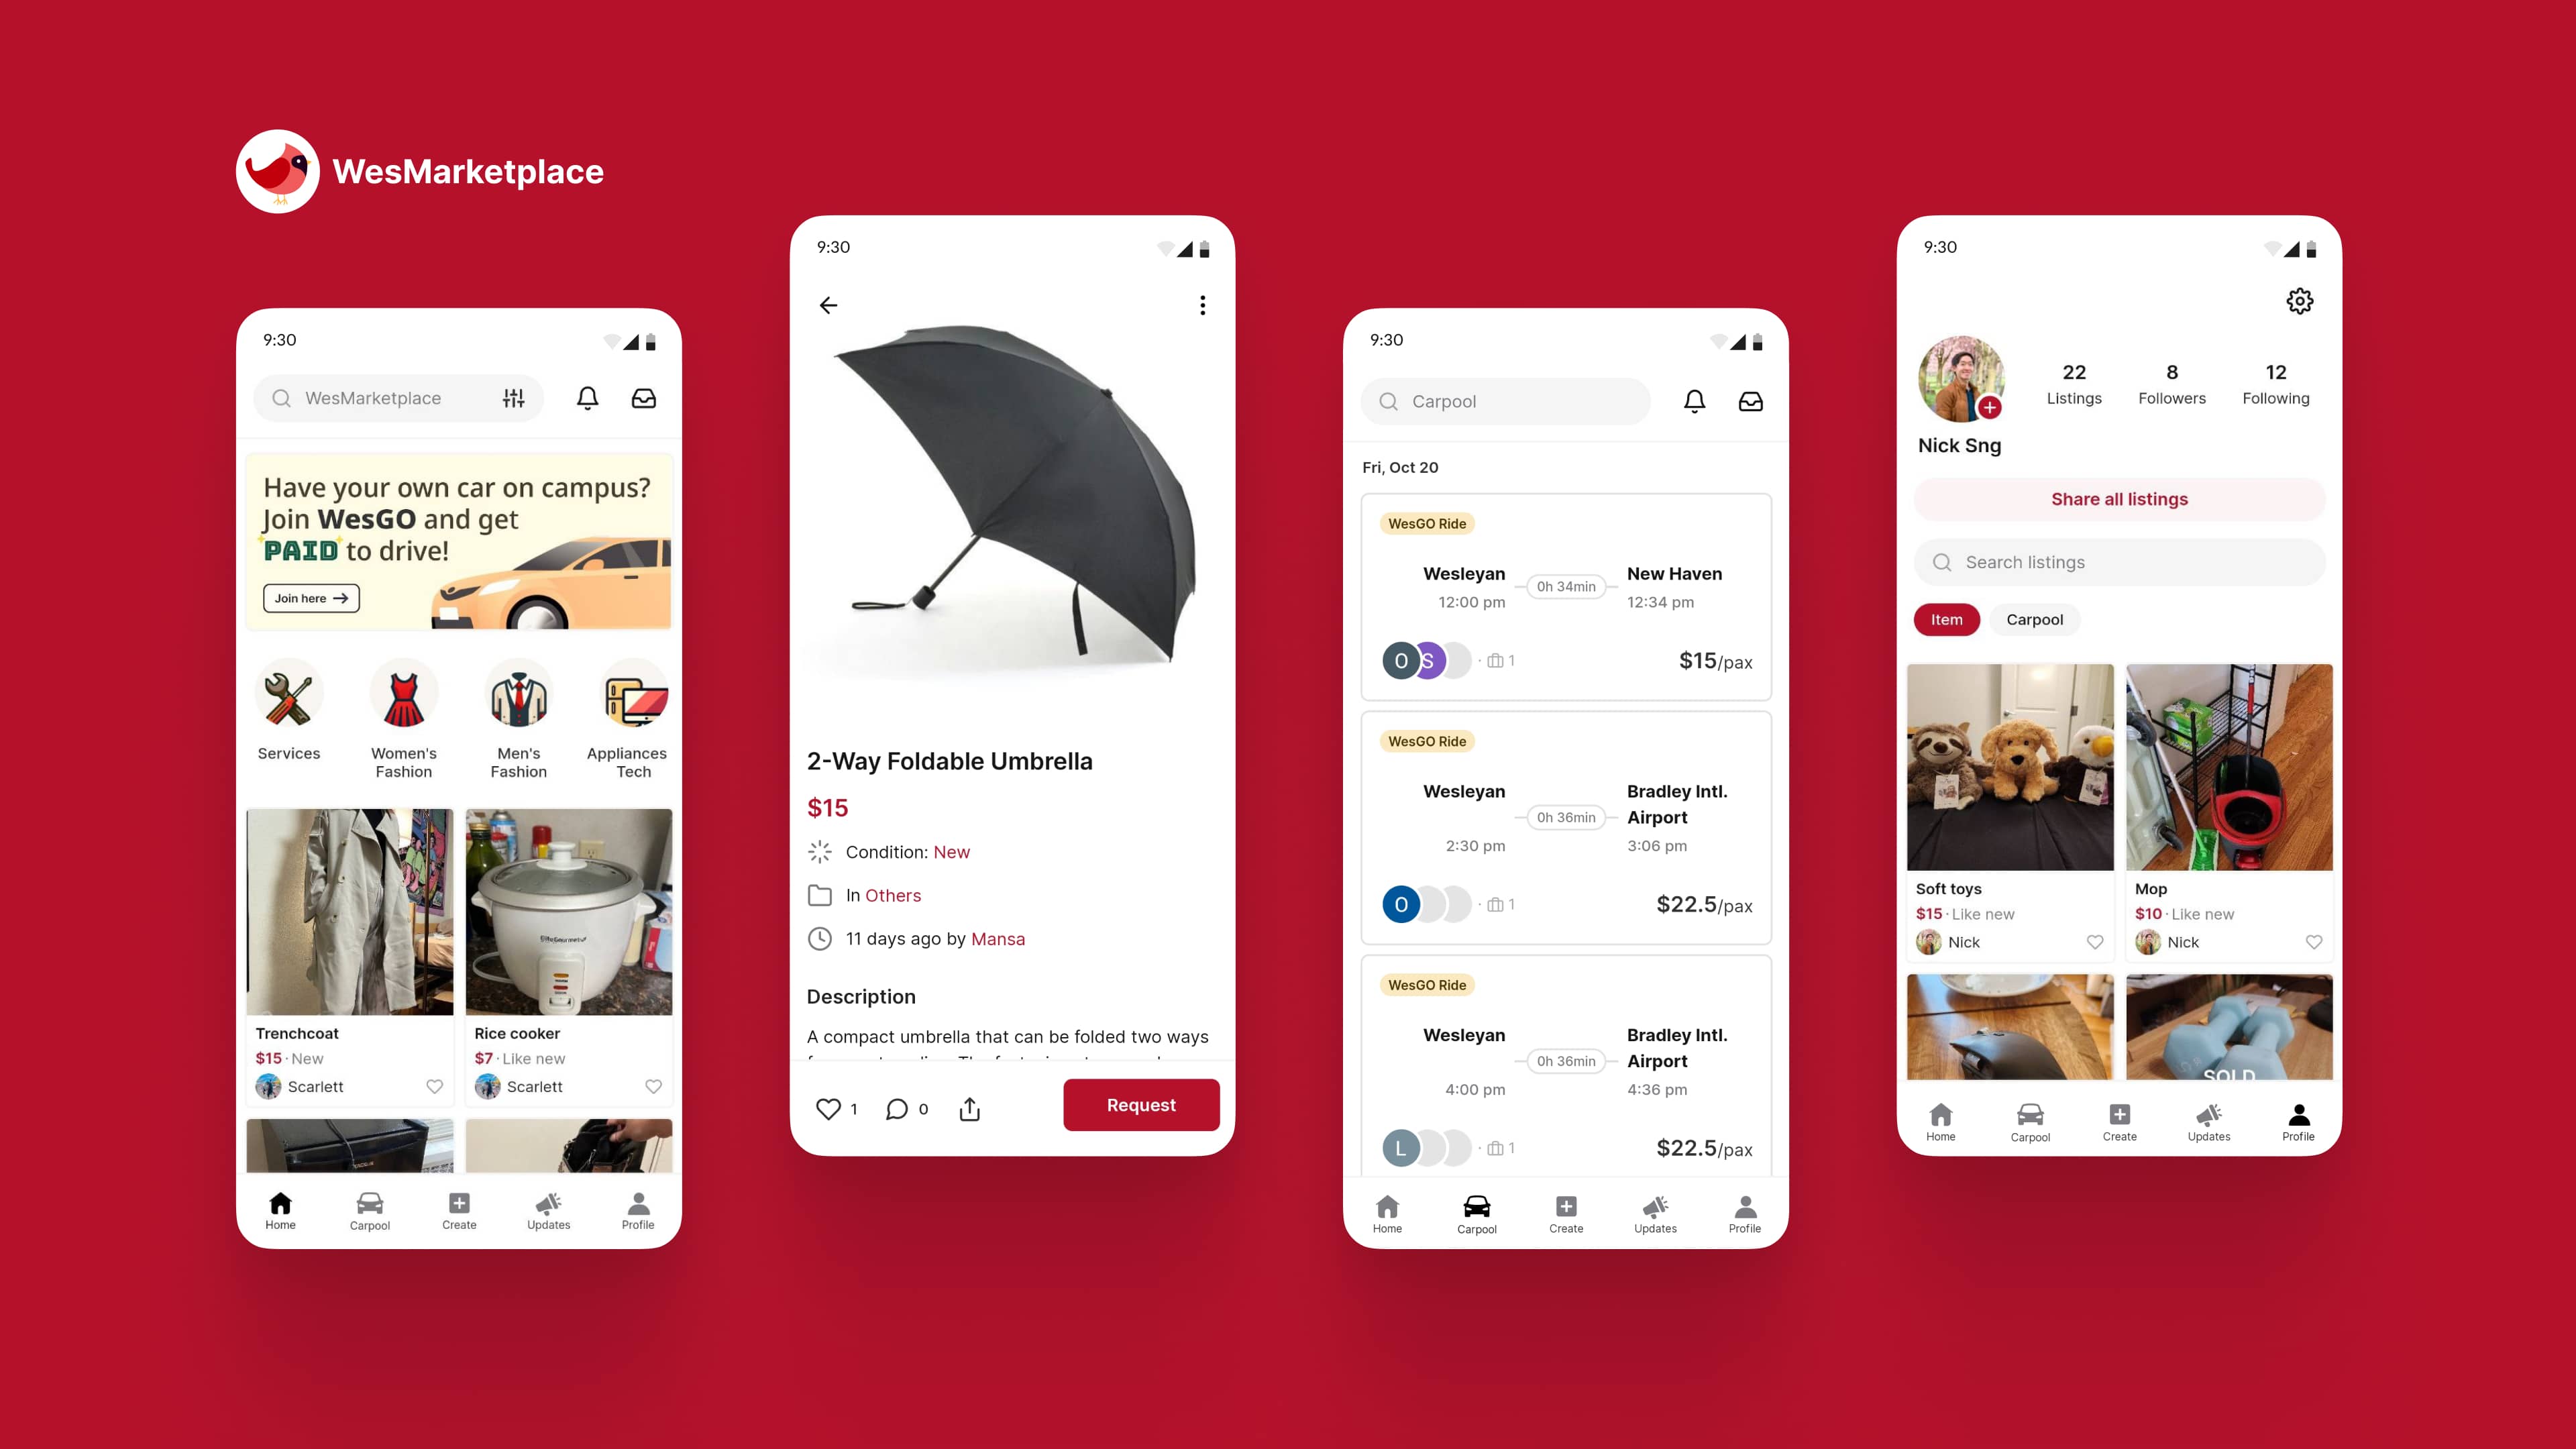 WesMarketplace
9:30
WesMarketplace
Have your own car on campus?
Join WesGO and get
PAID to drive!
Join here →
Services
Women's
Fashion
Men's
Fashion
Appliances
Tech
Trenchcoat
$15 · New
Scarlett
Rice cooker
$7 · Like new
Scarlett
Home
Carpool
Create
Updates
Profile
9:30
2-Way Foldable Umbrella
$15
Condition: New
In Others
11 days ago by Mansa
Description
A compact umbrella that can be folded two ways
1
0
Request
9:30
Carpool
Fri, Oct 20
WesGO Ride
Wesleyan
0h 34min
New Haven
12:00 pm
12:34 pm
O
S
· 1
$15/pax
WesGO Ride
Wesleyan
0h 36min
Bradley Intl.
Airport
2:30 pm
3:06 pm
O
· 1
$22.5/pax
WesGO Ride
Wesleyan
0h 36min
Bradley Intl.
Airport
4:00 pm
4:36 pm
L
· 1
$22.5/pax
Home
Carpool
Create
Updates
Profile
9:30
22
Listings
8
Followers
12
Following
Nick Sng
Share all listings
Search listings
Item
Carpool
Soft toys
$15 · Like new
Nick
Mop
$10 · Like new
Nick
SOLD
Home
Carpool
Create
Updates
Profile